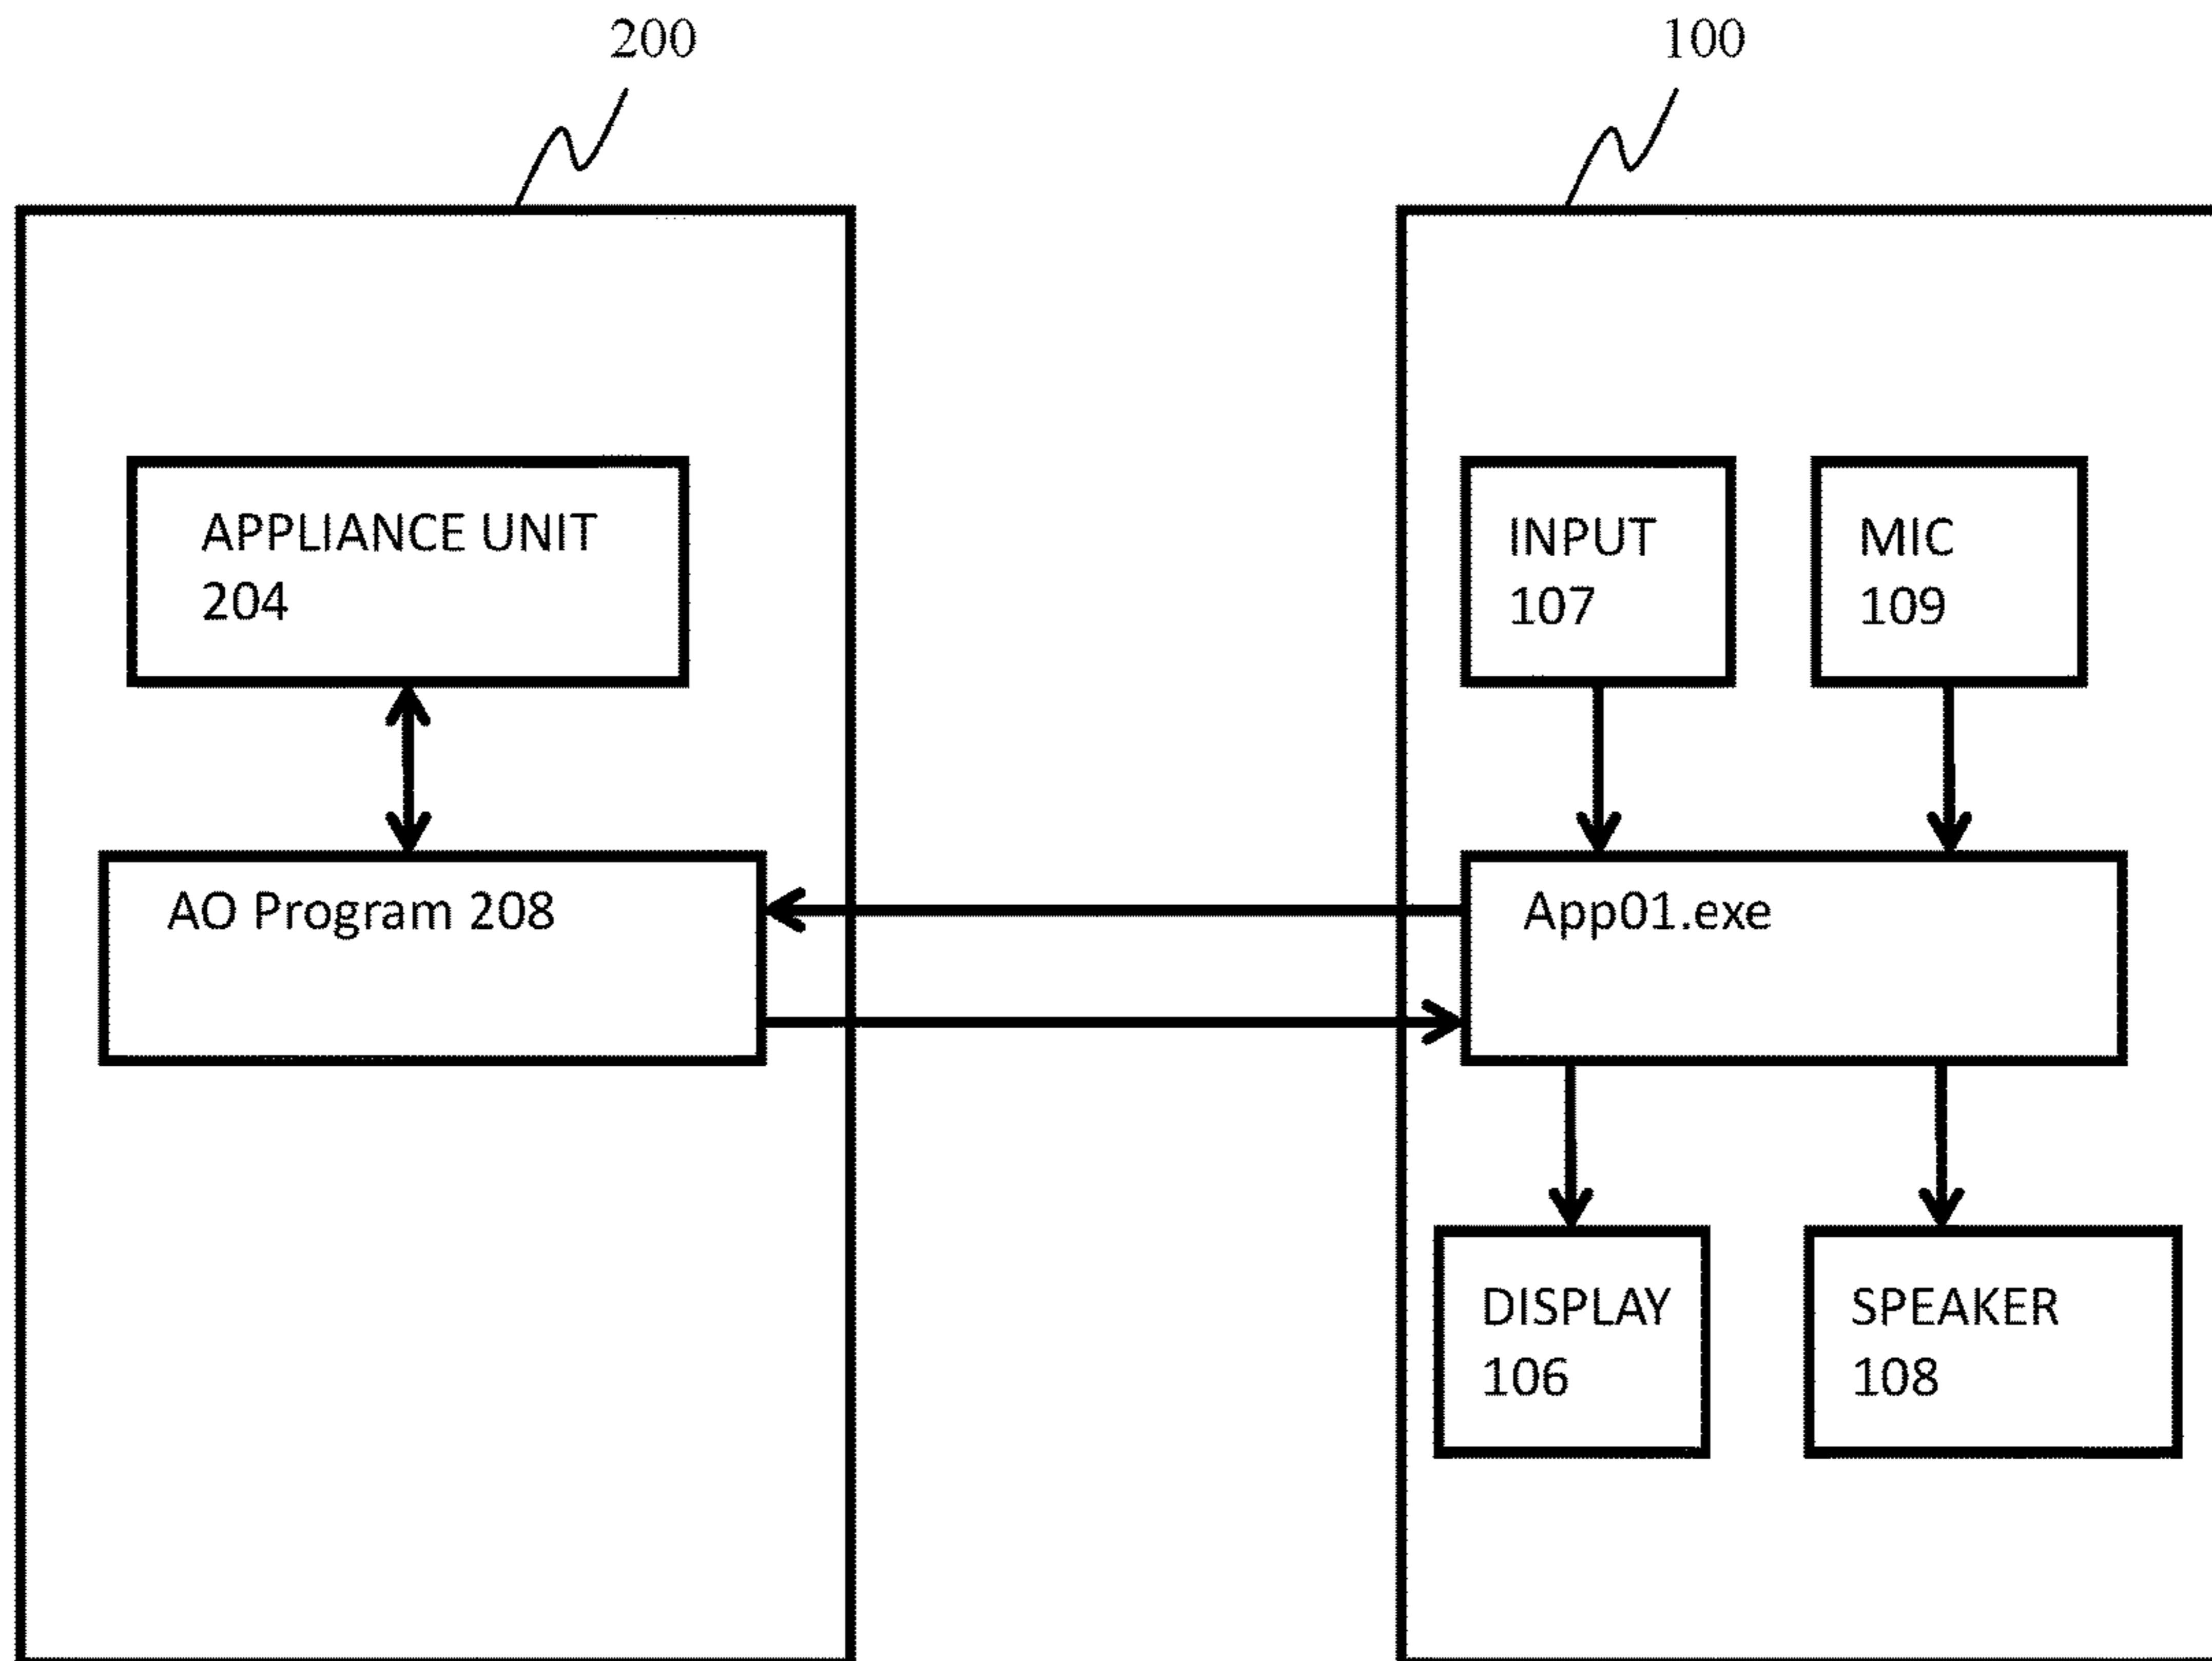 200
100
APPLIANCE UNIT
204
INPUT
107
MIC
109
AO Program 208
App01.exe
DISPLAY
106
SPEAKER
108